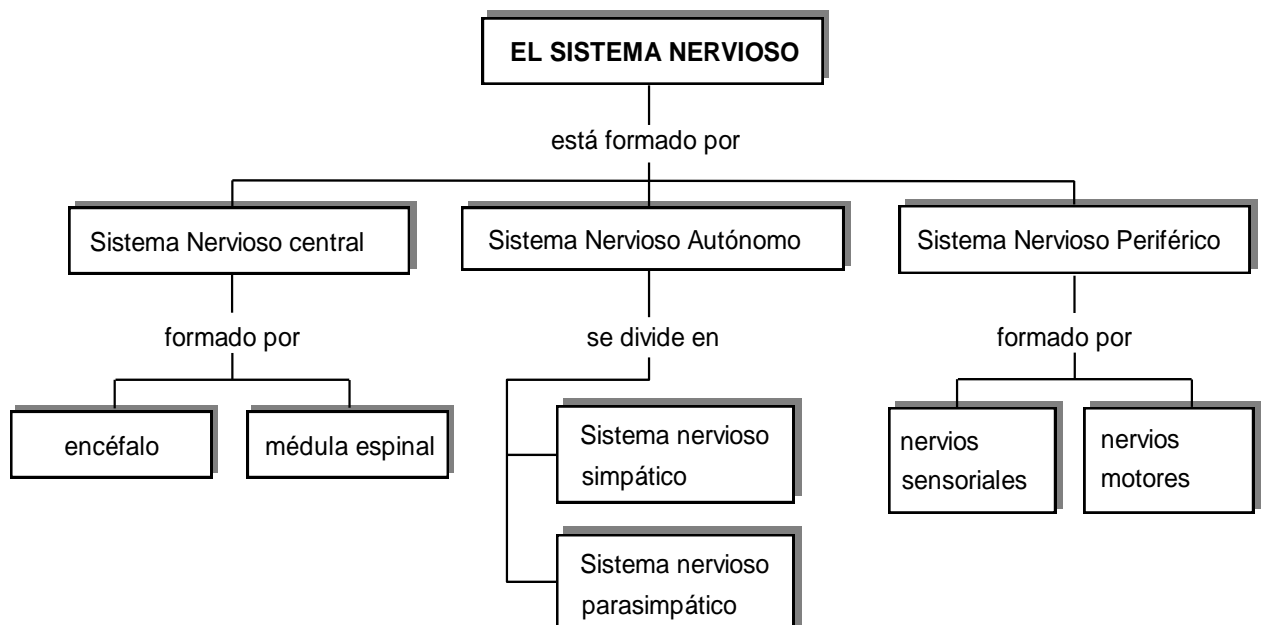 EL SISTEMA NERVIOSO
está formado por
Sistema Nervioso central
Sistema Nervioso Autónomo
Sistema Nervioso Periférico
formado por
se divide en
formado por
encéfalo
médula espinal
Sistema nervioso
simpático
nervios
sensoriales
nervios
motores
Sistema nervioso
parasimpático